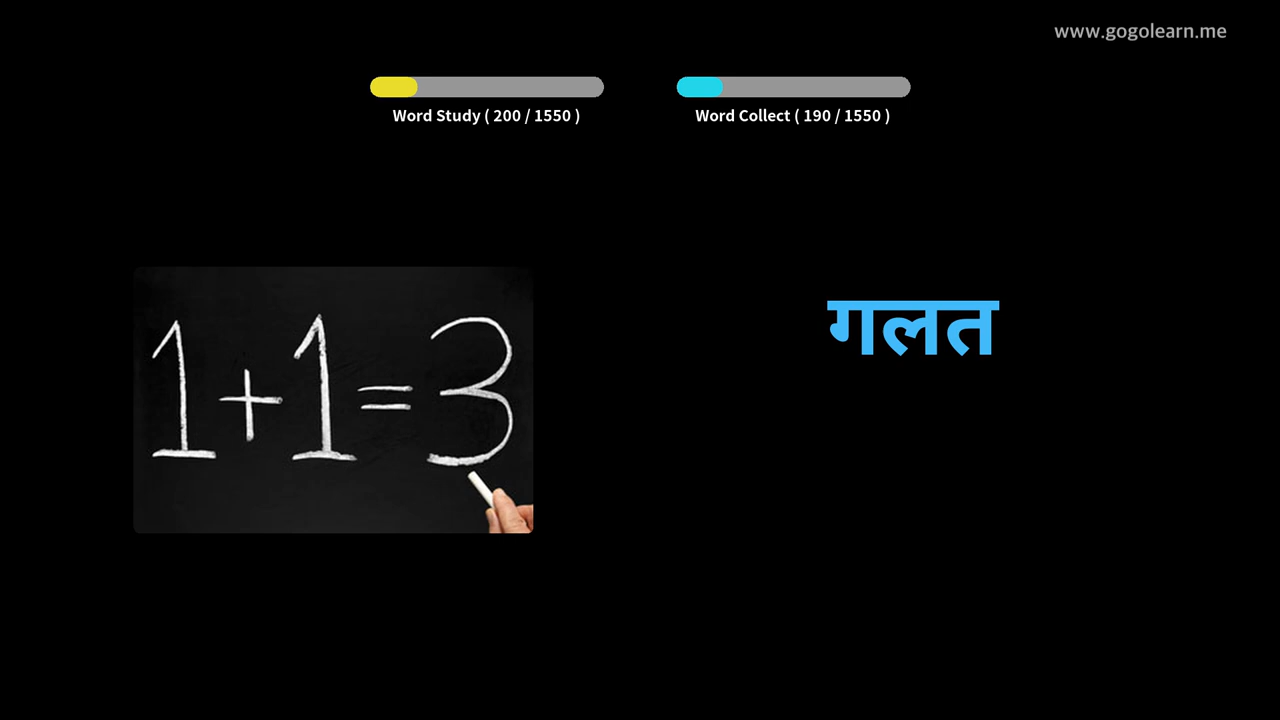 www.gogolearn.me
Word Study ( 200 / 1550 )
Word Collect ( 190 / 1550 )
1+1=3
गलत